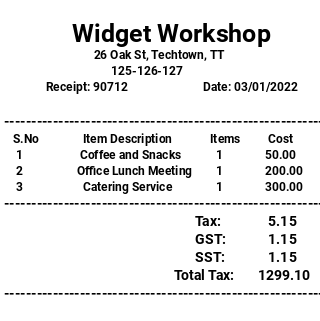 Widget Workshop
26 Oak St, Techtown, TT
125-126-127
Receipt: 90712 Date: 03/01/2022
S.No Item Description Items Cost
1 Coffee and Snacks 1 50.00
2 Office Lunch Meeting 1 200.00
3 Catering Service 1 300.00
Tax: 5.15
GST: 1.15
SST: 1.15
Total Tax: 1299.10